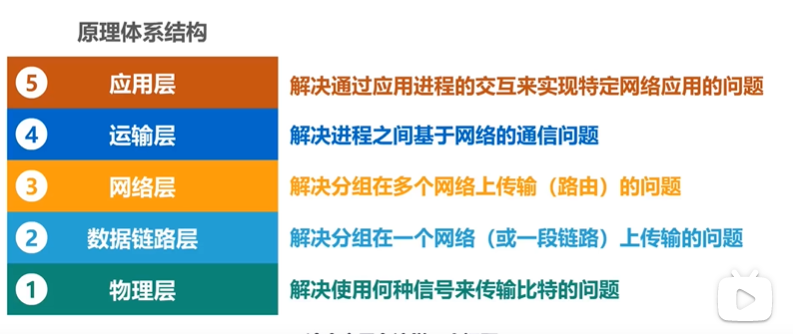 原理体系结构
5 应用层 解决通过应用进程的交互来实现特定网络应用的问题
4 运输层 解决进程之间基于网络的通信问题
3 网络层 解决分组在多个网络上传输（路由）的问题
2 数据链路层 解决分组在一个网络（或一段链路）上传输的问题
1 物理层 解决使用何种信号来传输比特的问题